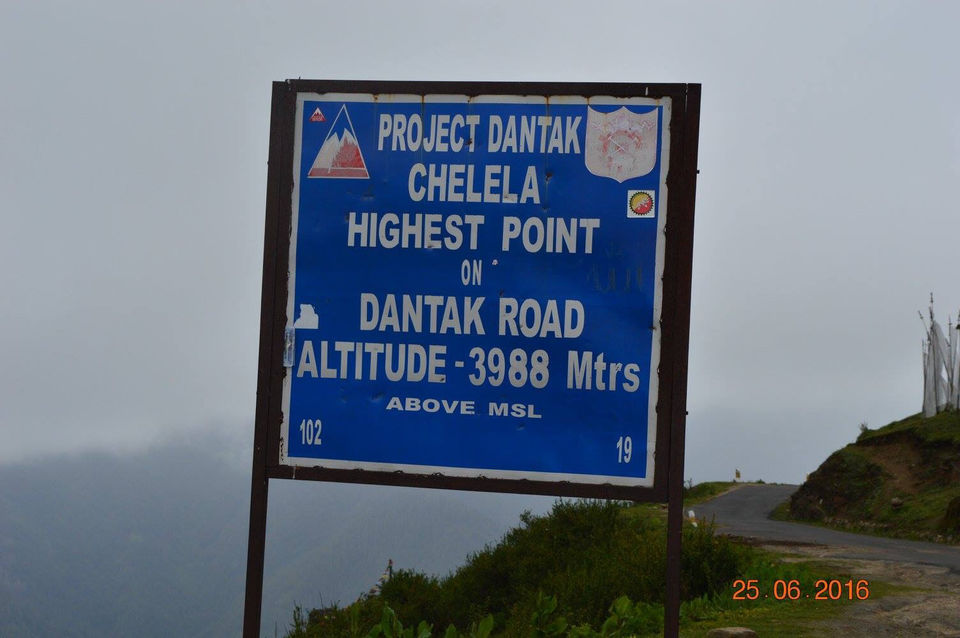 PROJECT DANTAK
CHELELA
HIGHEST POINT
ON
DANTAK ROAD
ALTITUDE - 3988 Mtrs
ABOVE MSL
102
19
25.06.2016